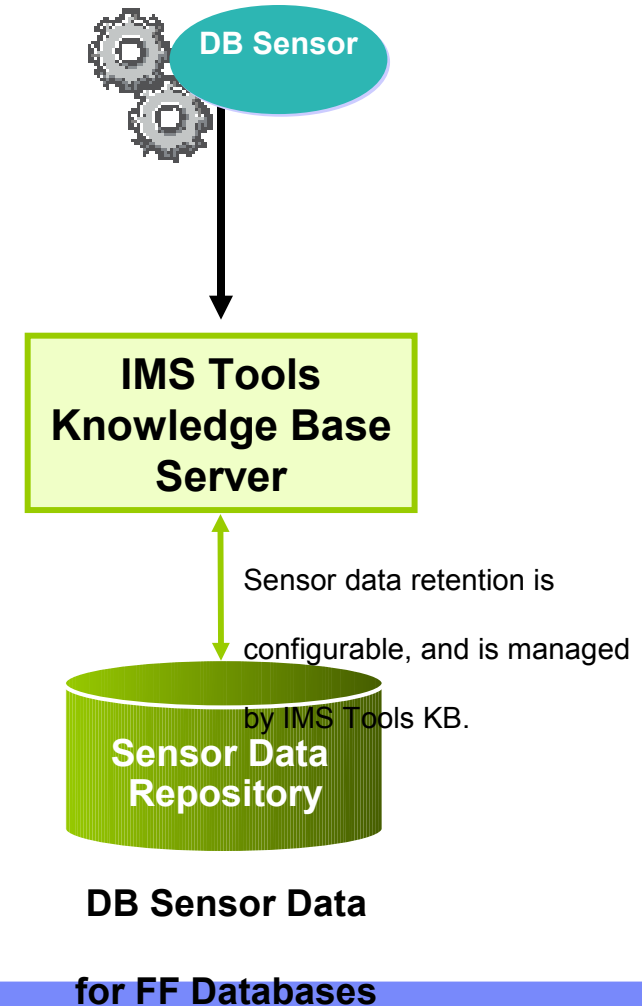 DB Sensor
IMS Tools
Knowledge Base
Server
Sensor data retention is
configurable, and is managed
by IMS Tools KB.
Sensor Data
Repository
DB Sensor Data
for FF Databases